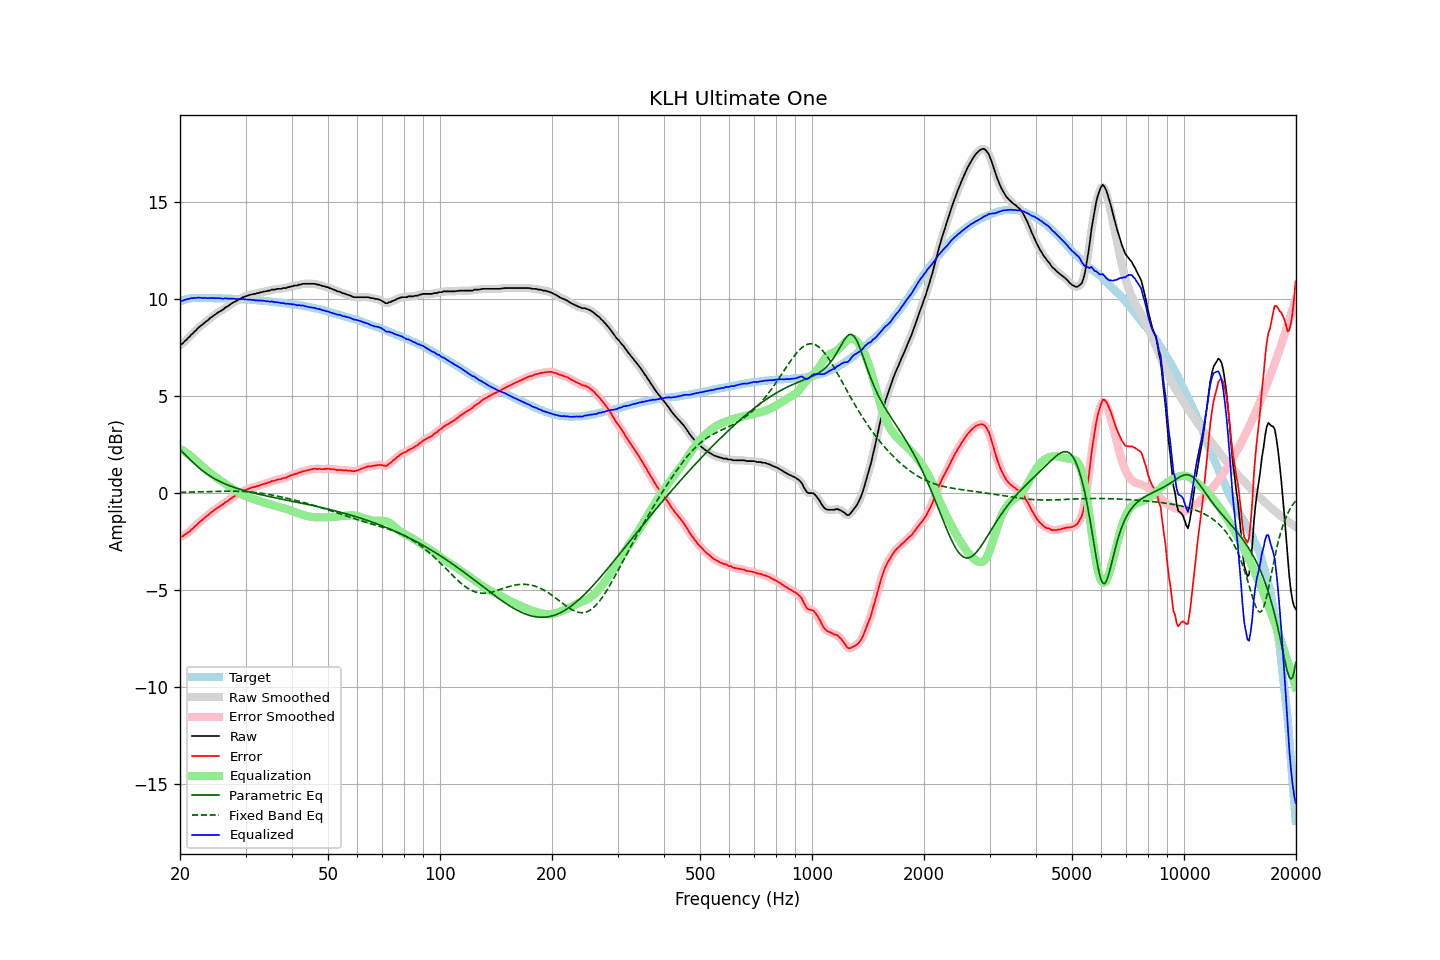 KLH Ultimate One
Amplitude (dBr)
15
10
5
0
−5
−10
−15
Target
Raw Smoothed
Error Smoothed
Raw
Error
Equalization
Parametric Eq
Fixed Band Eq
Equalized
20 50 100 200 500 1000 2000 5000 10000 20000
Frequency (Hz)